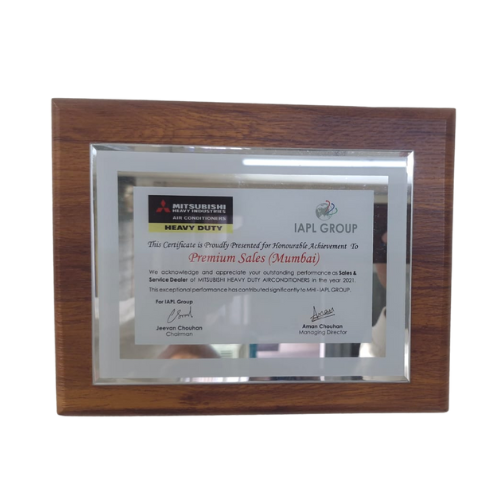 MITSUBISHI
HEAVY INDUSTRIES
AIR CONDITIONERS
HEAVY DUTY
IAPL GROUP
This Certificate is Proudly Presented for Honourable Achievement To
Premium Sales (Mumbai)
We acknowledge and appreciate your outstanding performance as Sales &
Service Dealer of MITSUBISHI HEAVY DUTY AIRCONDITIONERS in the year 2021.
This exceptional performance has contributed significantly to MHI- IAPL GROUP.
For IAPL Group
Jeevan Chouhan
Chairman
Aman Chouhan
Managing Director